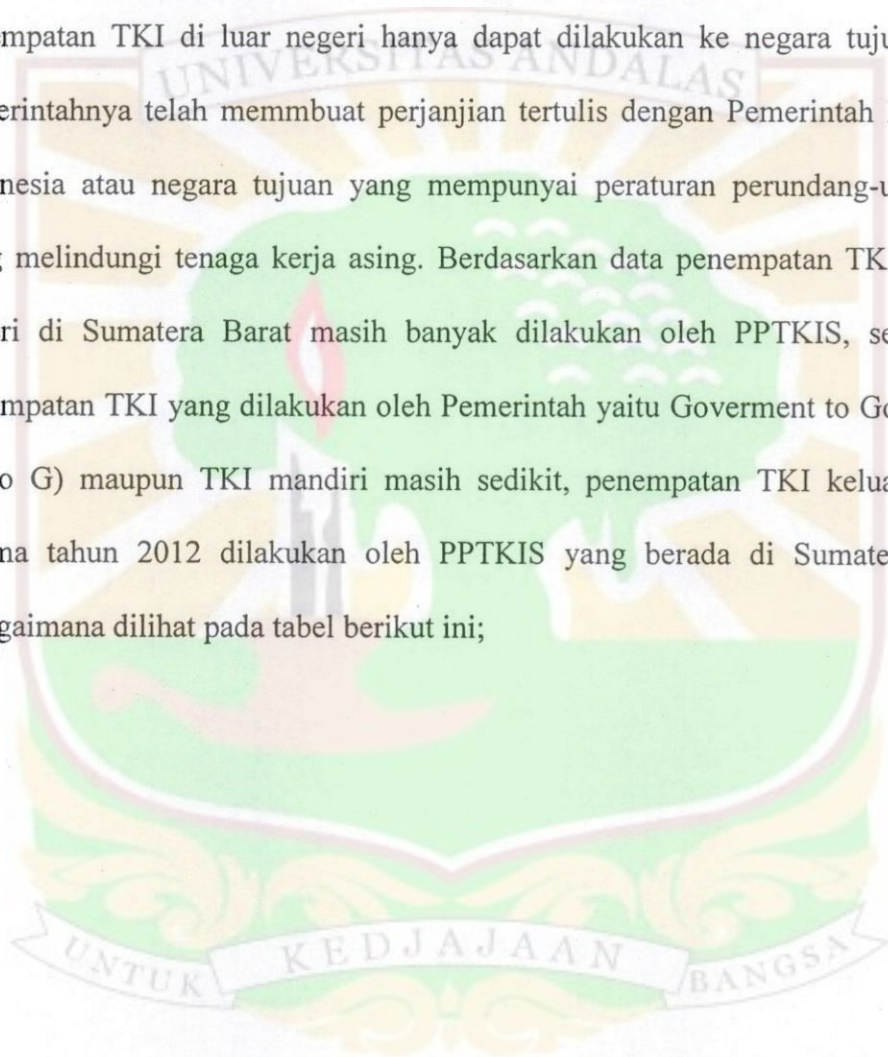 UNIVERSITAS ANDALAS
mpatan TKI di luar negeri hanya dapat dilakukan ke negara tuju
erintahnya telah memmbuat perjanjian tertulis dengan Pemerintah
nesia atau negara tujuan yang mempunyai peraturan perundang-u
melindungi tenaga kerja asing. Berdasarkan data penempatan TK
ri di Sumatera Barat masih banyak dilakukan oleh PPTKIS, se
mpatan TKI yang dilakukan oleh Pemerintah yaitu Goverment to Go
o G) maupun TKI mandiri masih sedikit, penempatan TKI kelua
na tahun 2012 dilakukan oleh PPTKIS yang berada di Sumate
gaimana dilihat pada tabel berikut ini;
UNTUK KEDJAJAAN BANGSA